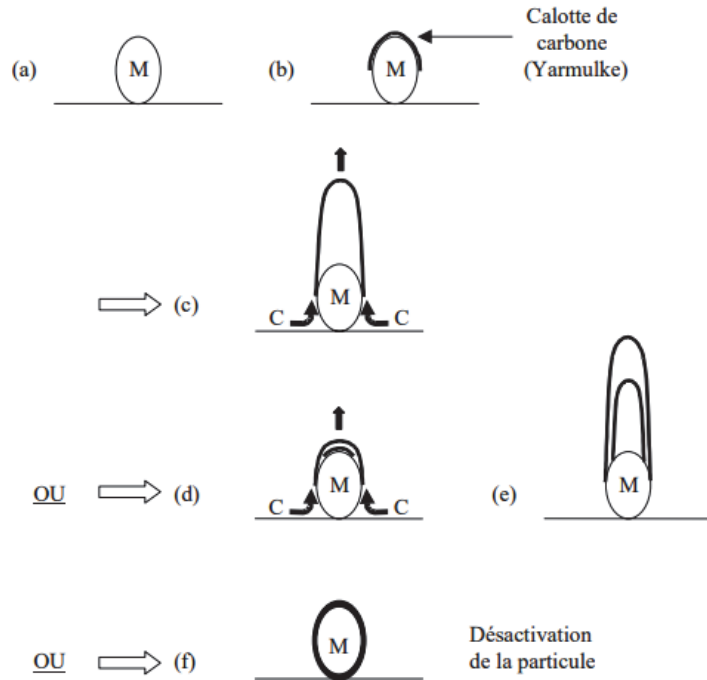 (a)
M
(b)
M
Calotte de
carbone
(Yarmulke)
(c)
M
C
C
OU
(d)
M
C
C
(e)
M
OU
(f)
M
Désactivation
de la particule